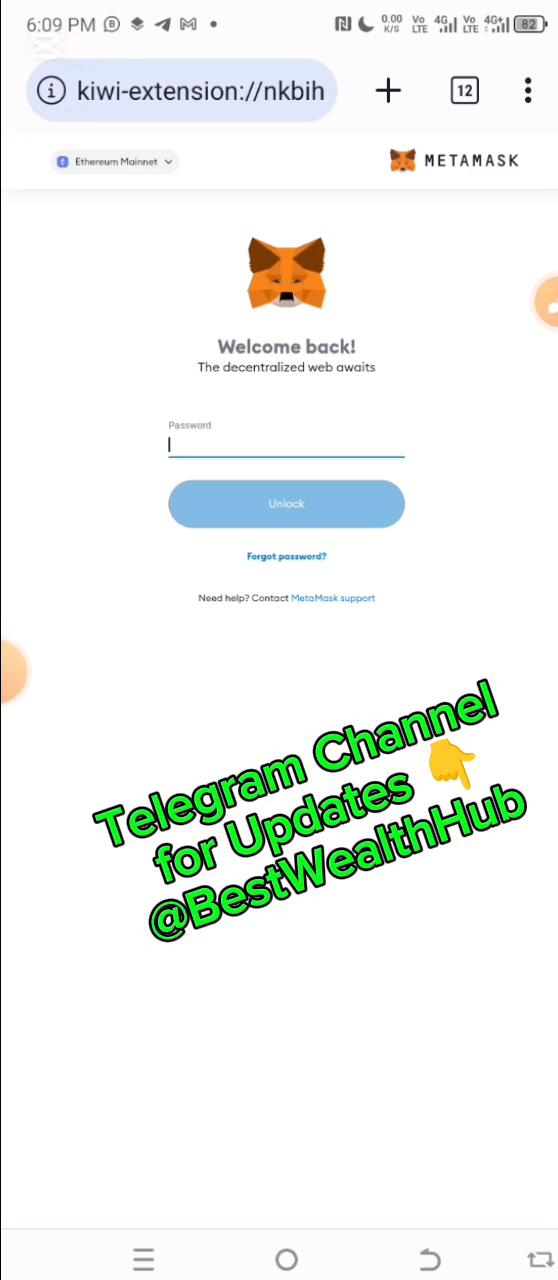 6:09 PM
0.00 K/S Vo LTE 4G Vo LTE 4G+ 82
kiwi-extension://nkbih
12
Ethereum Mainnet
METAMASK
Welcome back!
The decentralized web awaits
Password
Unlock
Forgot password?
Need help? Contact MetaMask support
Telegram Channel
for Updates 👇
@BestWealthHub